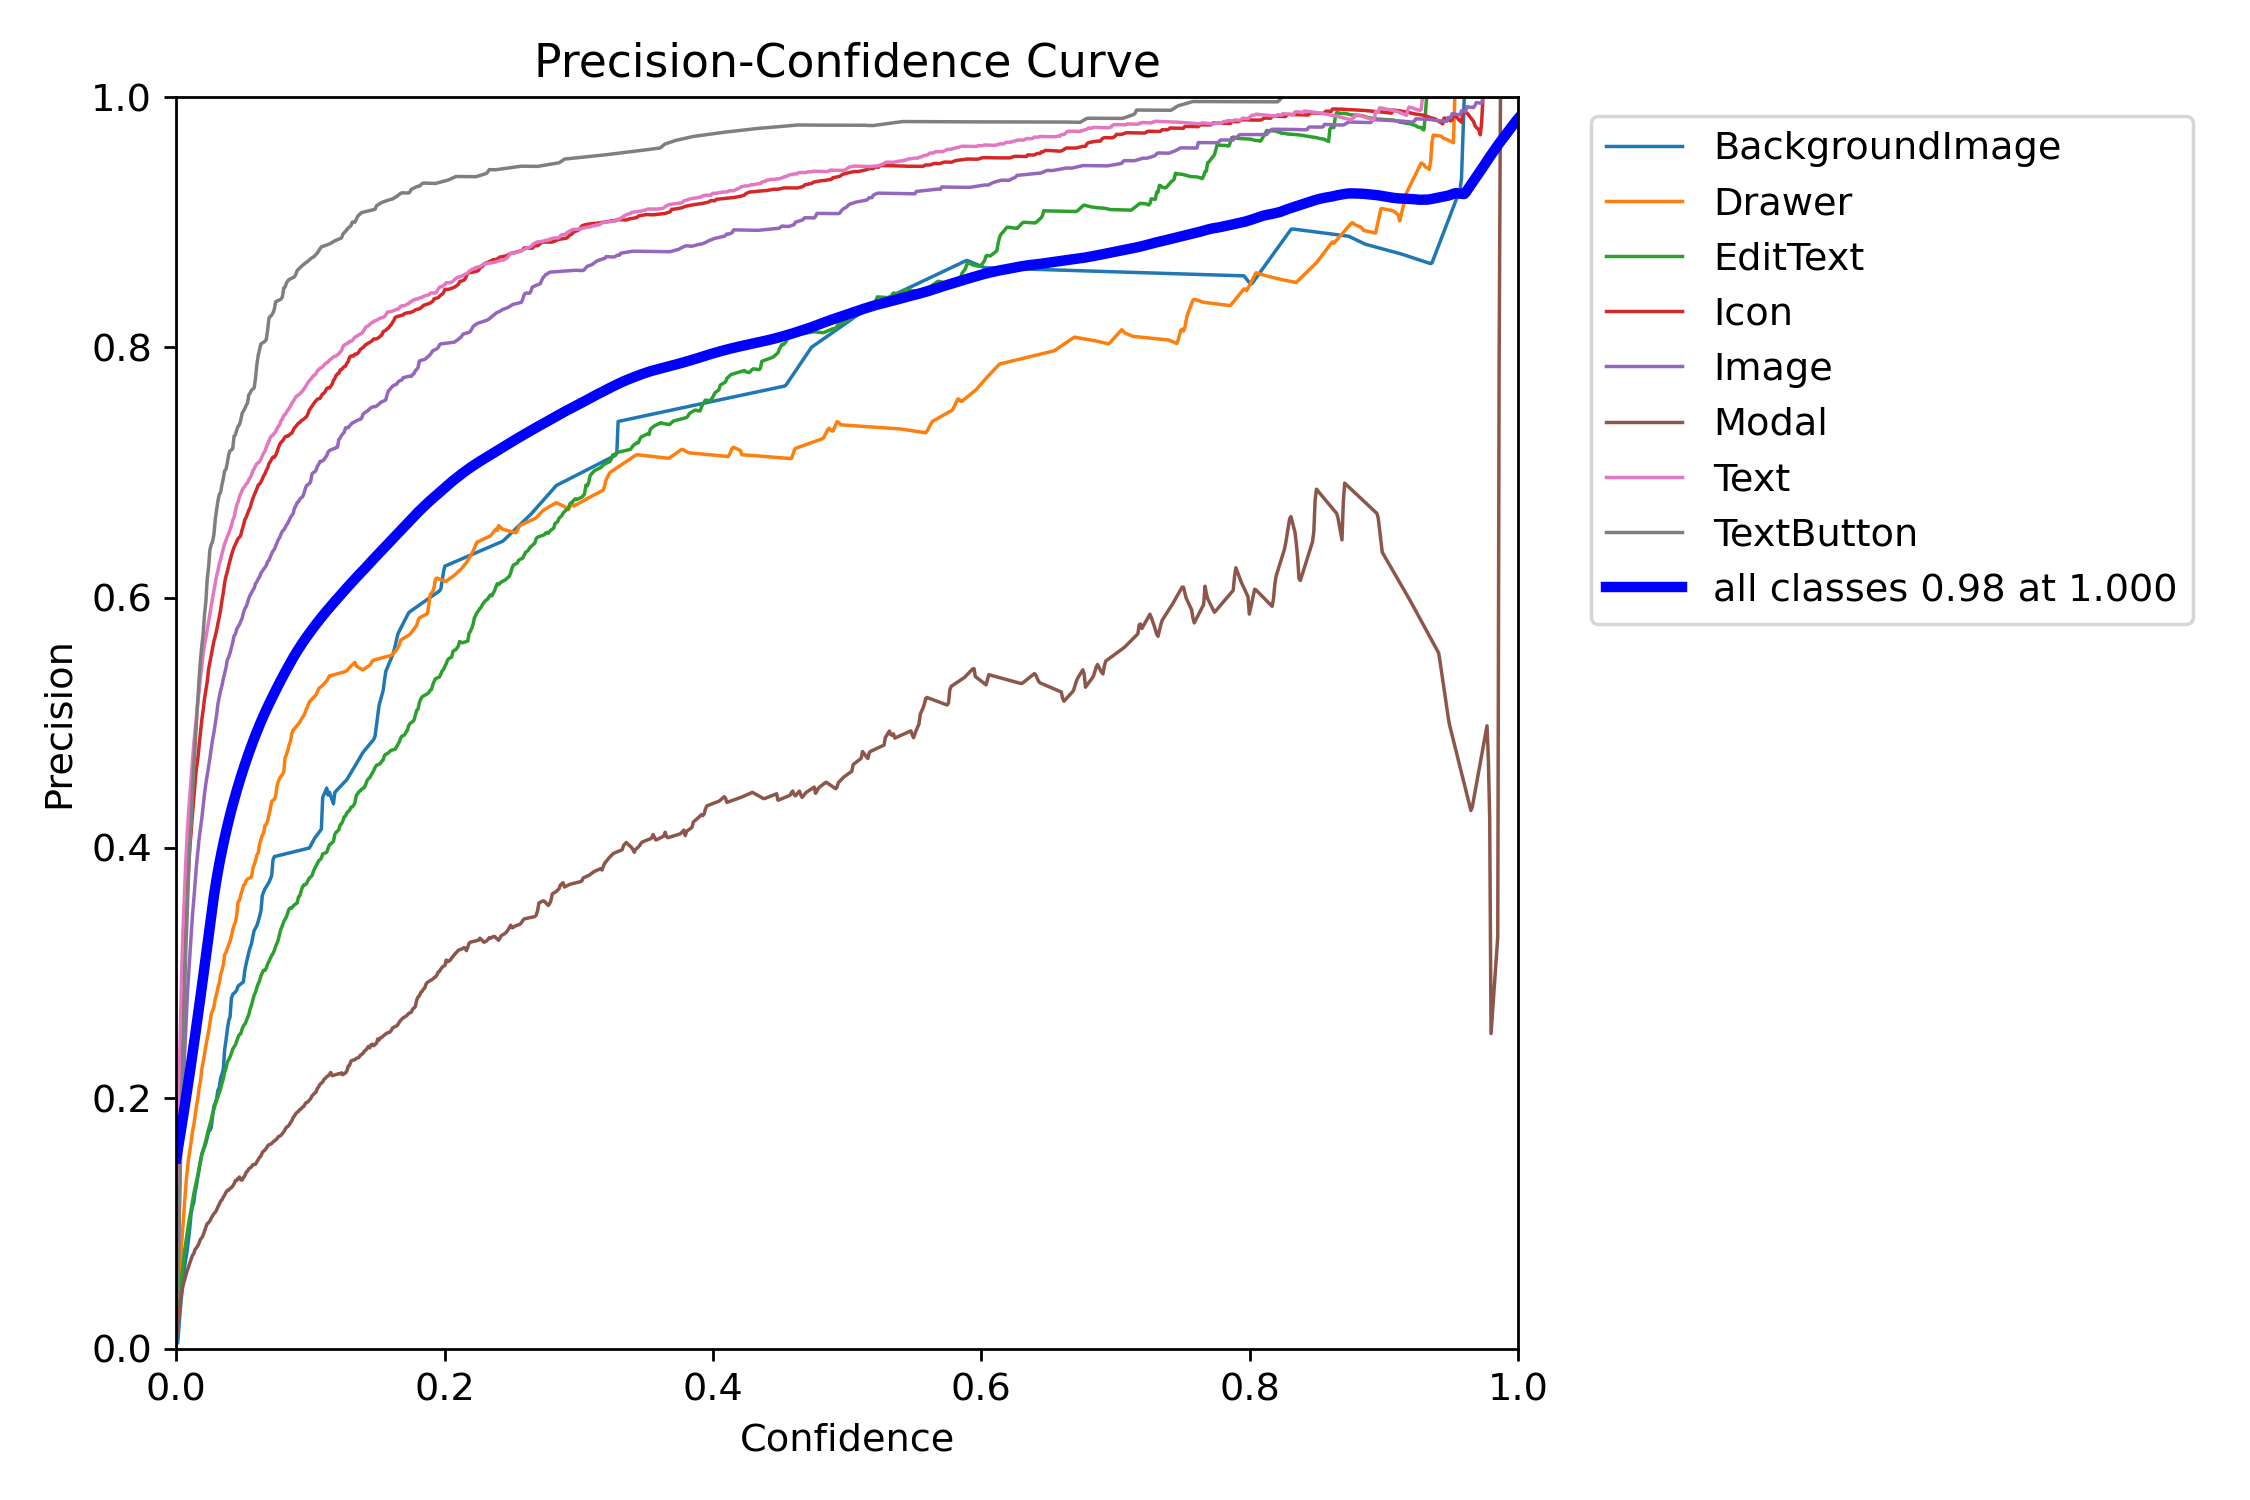 Precision-Confidence Curve
1.0
0.8
0.6
0.4
0.2
0.0
Precision
0.0 0.2 0.4 0.6 0.8 1.0
Confidence
BackgroundImage
Drawer
EditText
Icon
Image
Modal
Text
TextButton
all classes 0.98 at 1.000